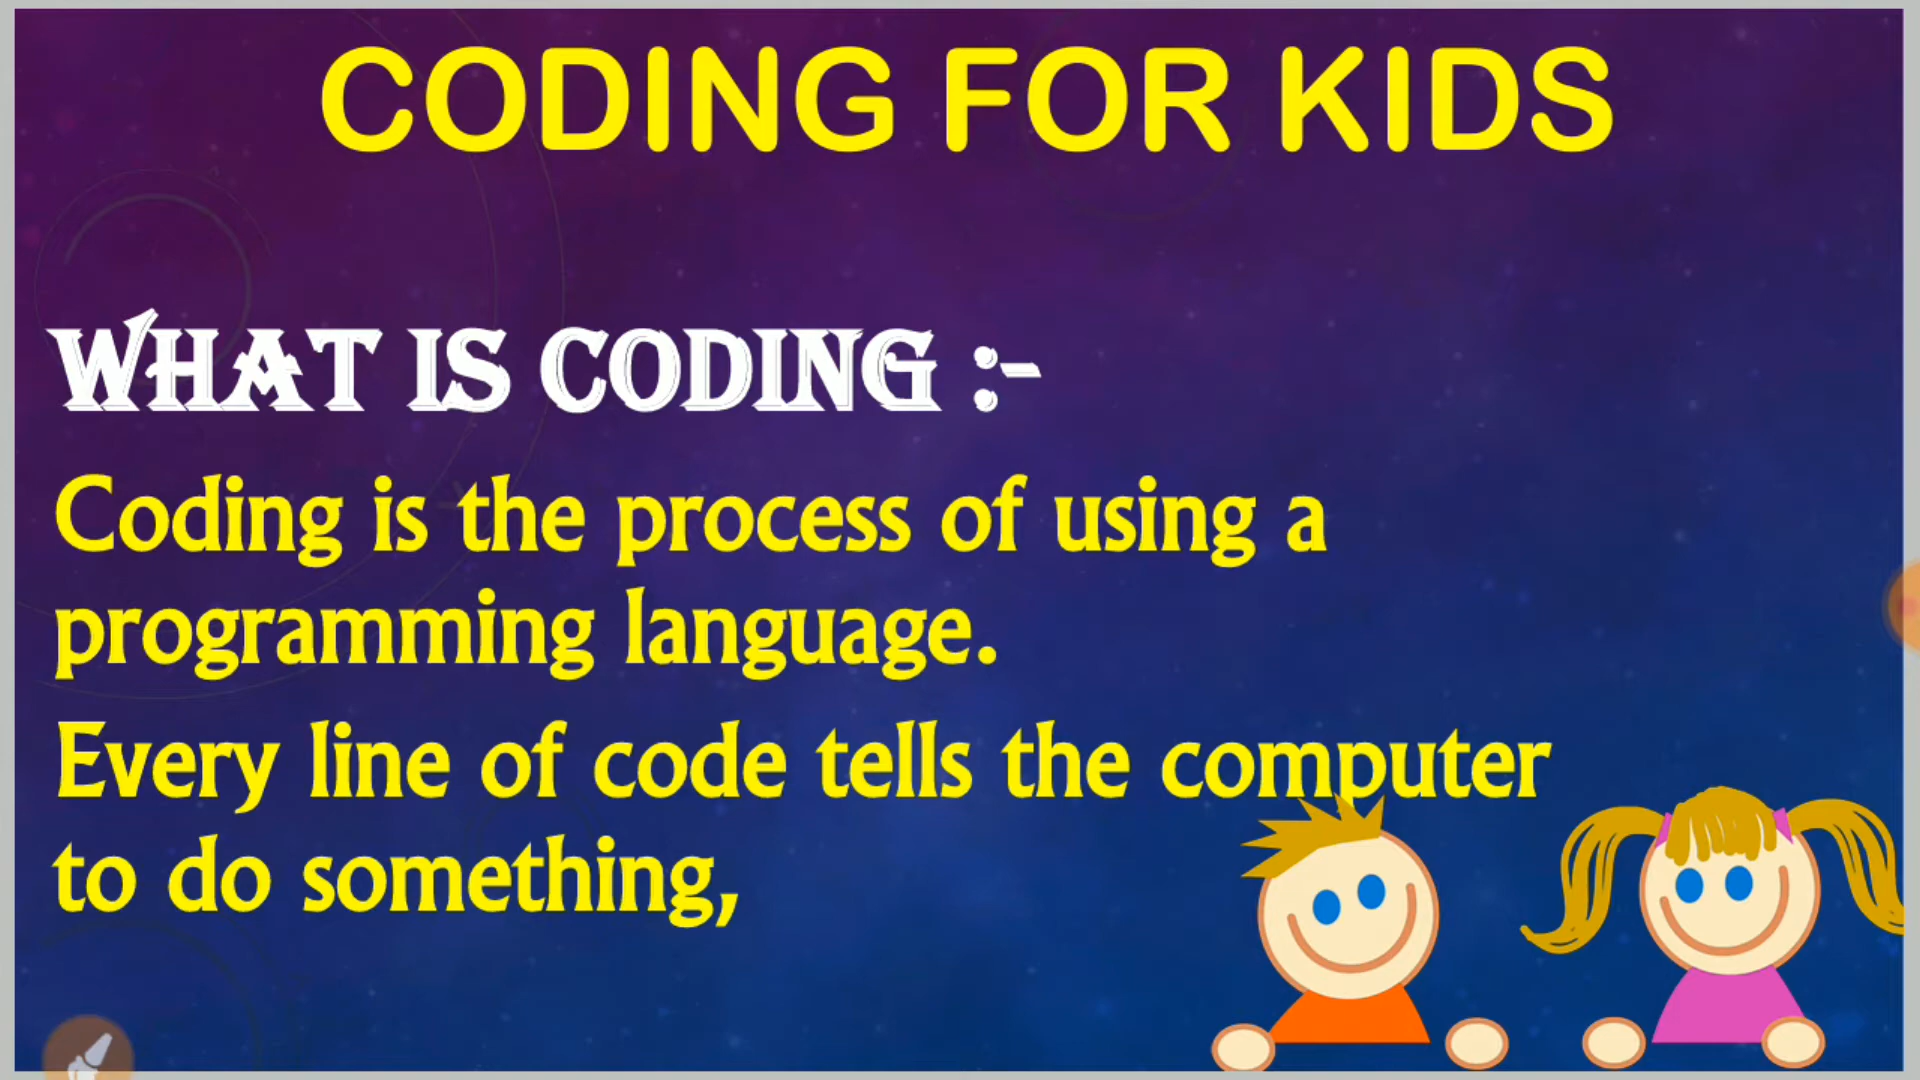 CODING FOR KIDS
WHAT IS CODING :-
Coding is the process of using a
programming language.
Every line of code tells the computer
to do something,